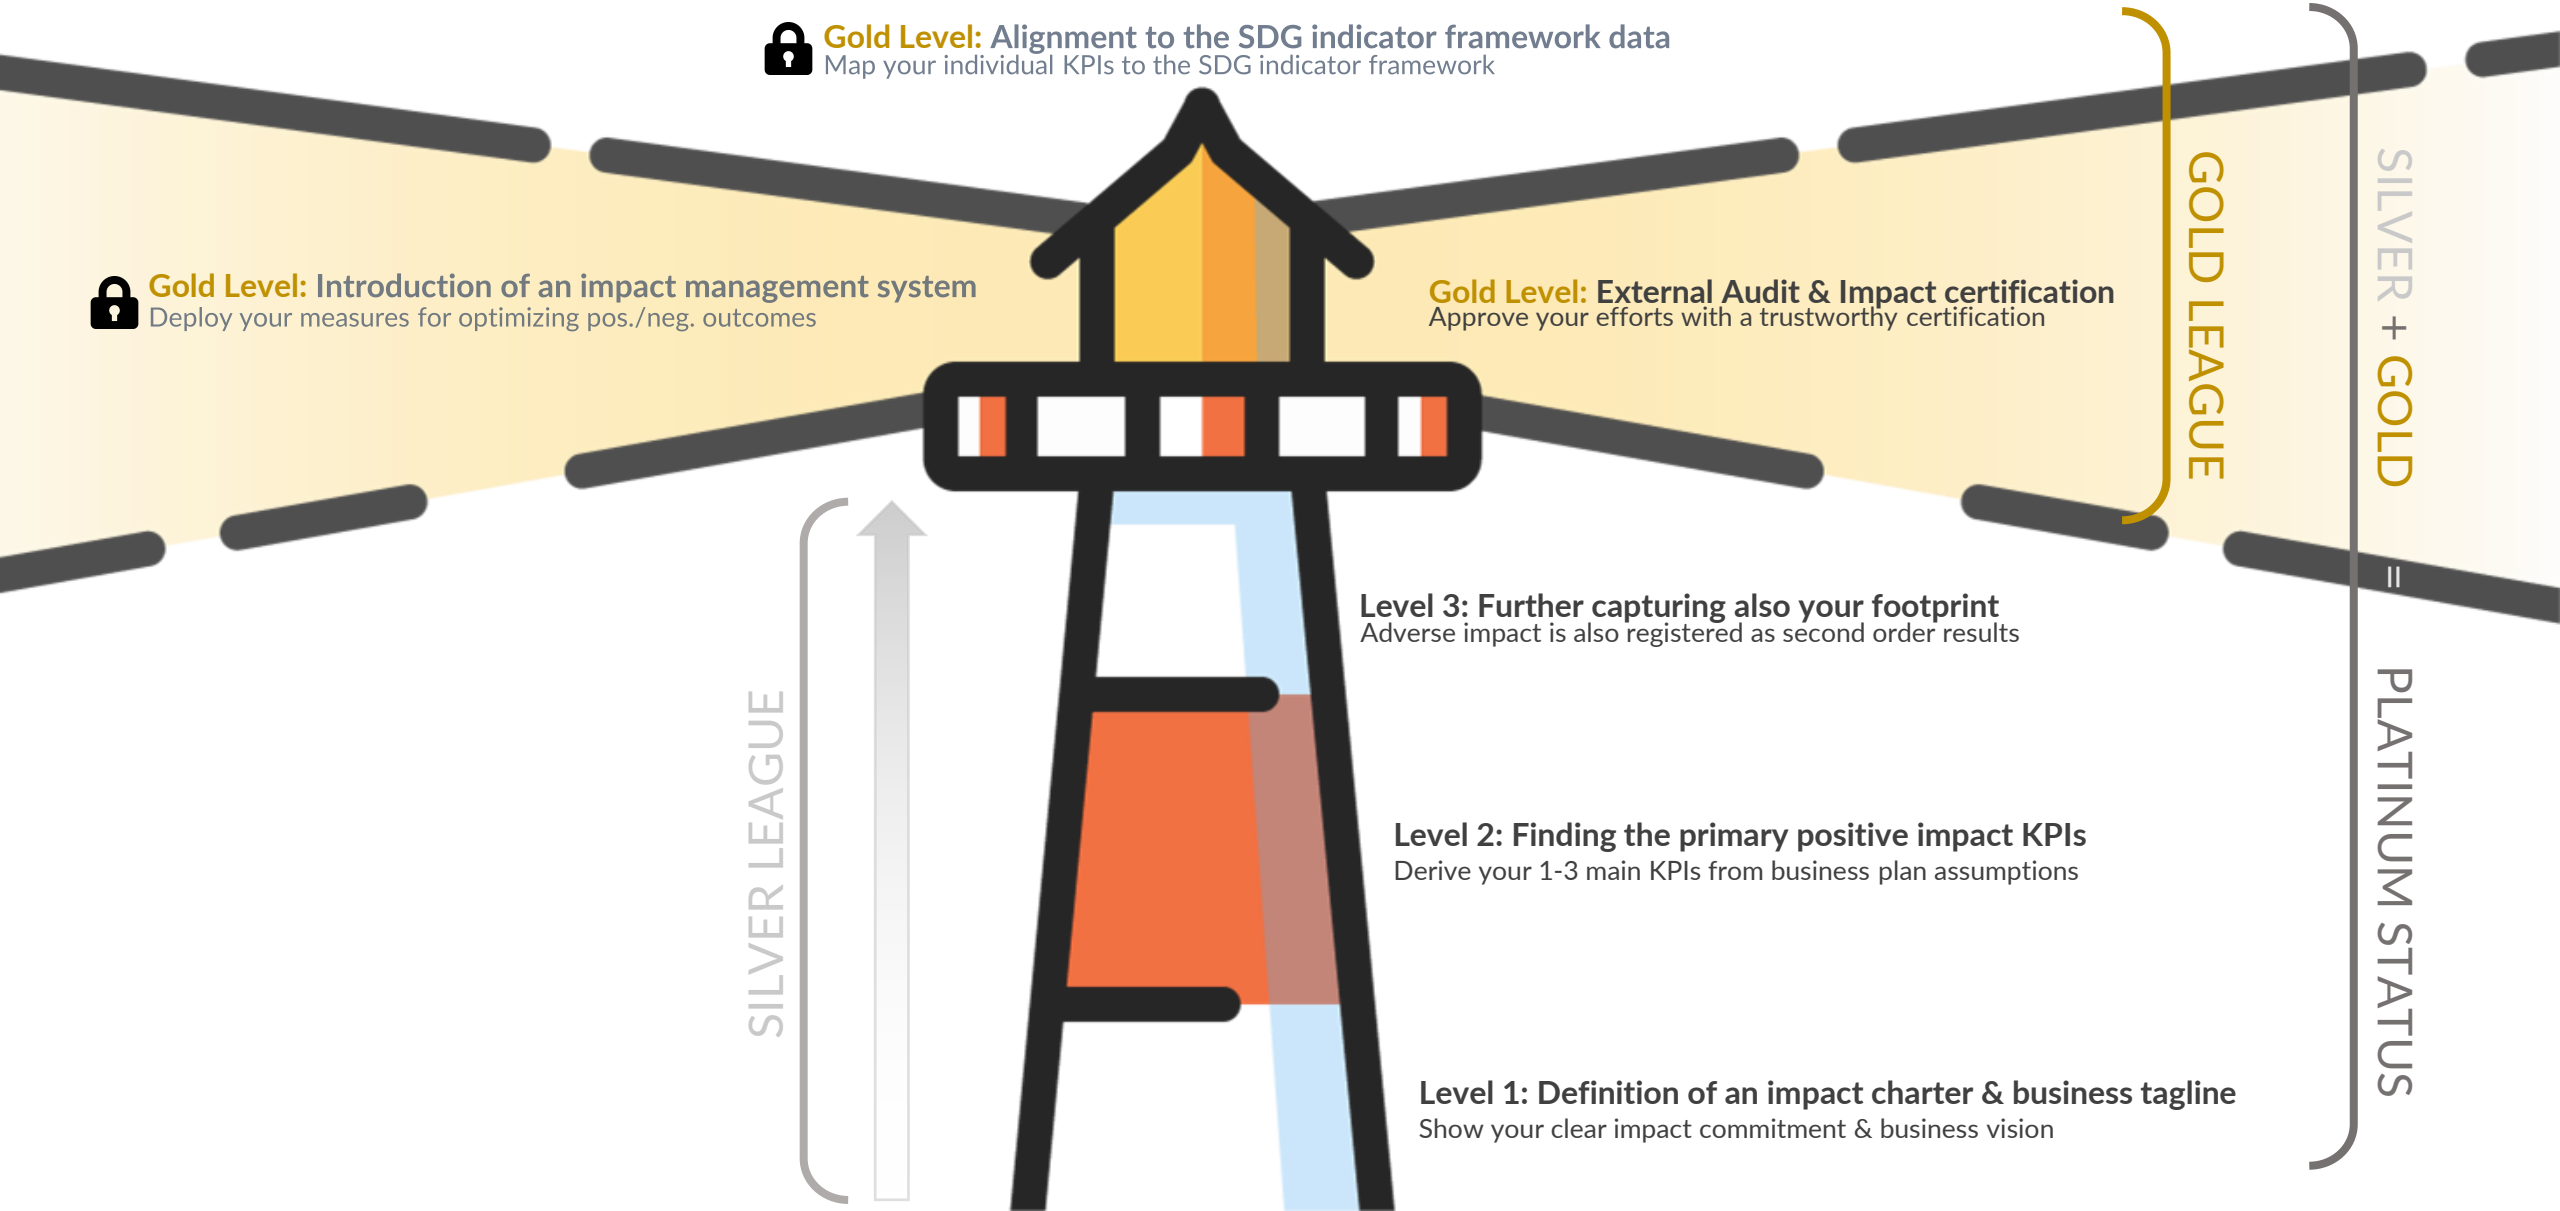 Gold Level: Alignment to the SDG indicator framework data
Map your individual KPIs to the SDG indicator framework
Gold Level: Introduction of an impact management system
Deploy your measures for optimizing pos./neg. outcomes
Gold Level: External Audit & Impact certification
Approve your efforts with a trustworthy certification
GOLD LEAGUE
SILVER + GOLD = PLATINUM STATUS
Level 3: Further capturing also your footprint
Adverse impact is also registered as second order results
SILVER LEAGUE
Level 2: Finding the primary positive impact KPIs
Derive your 1-3 main KPIs from business plan assumptions
Level 1: Definition of an impact charter & business tagline
Show your clear impact commitment & business vision